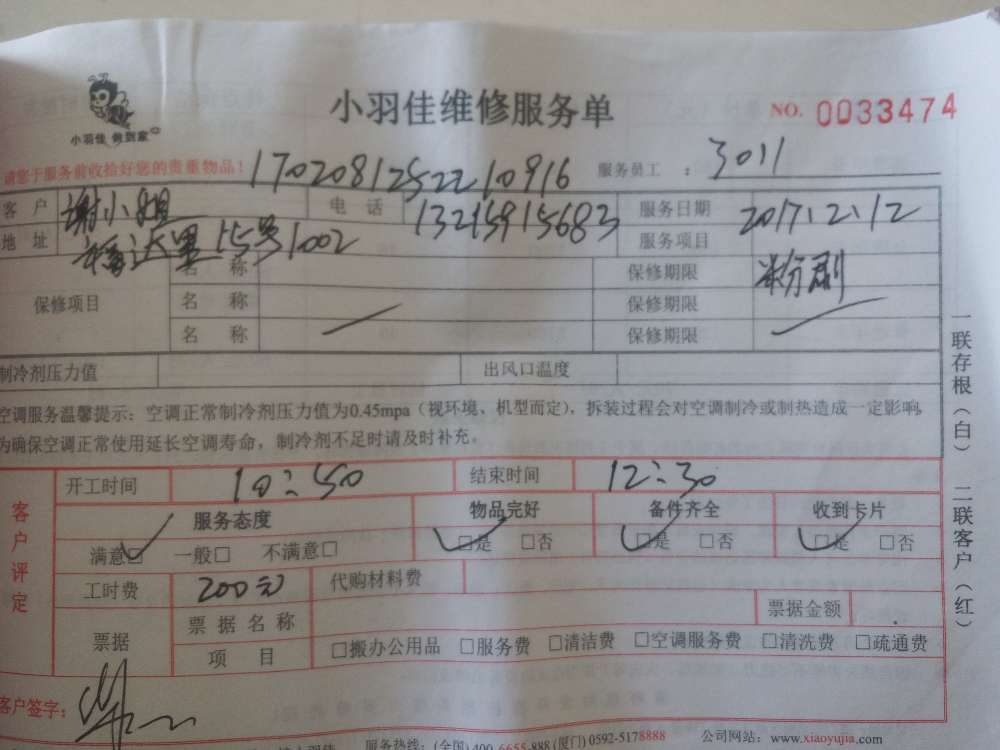 小羽佳 做到家
小羽佳维修服务单
NO. 0033474
请您于服务前收拾好您的贵重物品！
17020812522210916
服务员工 ： 3011
客 户 谢小姐 电 话 13215915683 服务日期 2017.2.12
地 址 福达里15号1002 服务项目
保修项目
名 称 保修期限 粉刷
名 称 保修期限
名 称 保修期限
制冷剂压力值 出风口温度
空调服务温馨提示：空调正常制冷剂压力值为0.45mpa（视环境、机型而定），拆装过程会对空调制冷或制热造成一定影响，
为确保空调正常使用延长空调寿命，制冷剂不足时请及时补充。
客户评定
开工时间 10:50 结束时间 12:30
服务态度 物品完好 备件齐全 收到卡片
满意□ 一般□ 不满意□ □是 □否 □是 □否 □是 □否
工时费 200元 代购材料费
票据 票据名称 票据金额
项 目 □搬办公用品 □服务费 □清洁费 □空调服务费 □清洗费 □疏通费
客户签字：
服务热线：(全国)400-6655-888 (厦门) 0592-5178888 公司网站：www.xiaoyujia.com
一联存根（白） 二联客户（红）